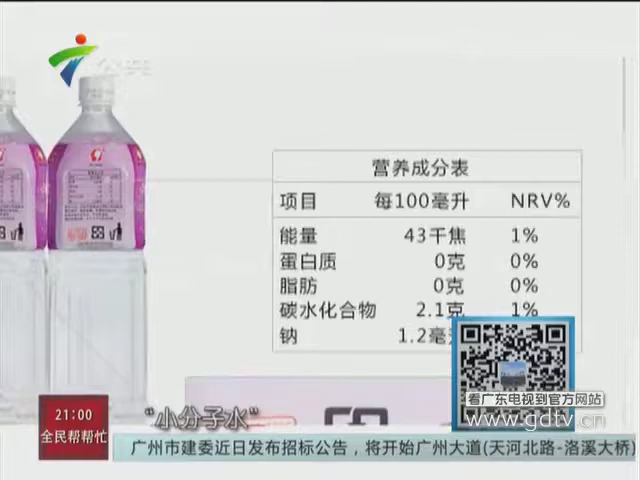 营养成分表
项目 每100毫升 NRV%
能量 43千焦 1%
蛋白质 0克 0%
脂肪 0克 0%
碳水化合物 2.1克 1%
钠 1.2毫
看广东电视到官方网站
www.gdtv.cn
21:00
全民帮帮忙
“小分子水”
广州市建委近日发布招标公告，将开始广州大道(天河北路-洛溪大桥)